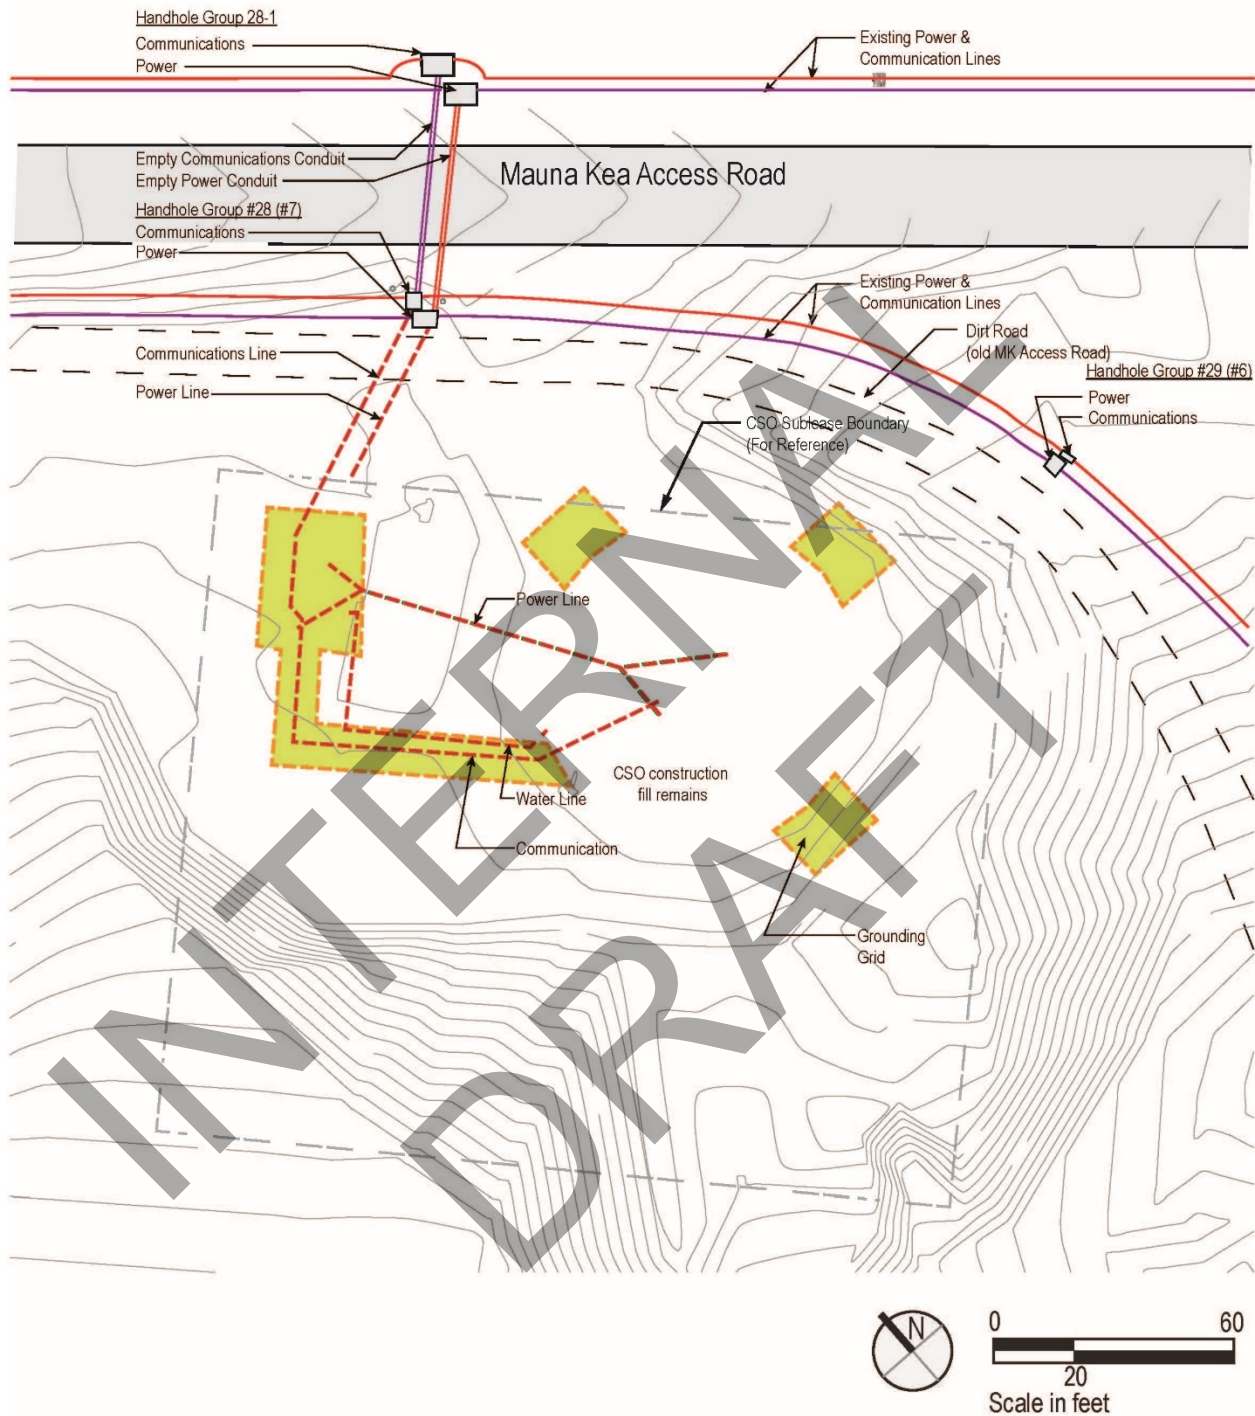 Handhole Group 28-1
Communications
Power
Existing Power &
Communication Lines
Empty Communications Conduit
Empty Power Conduit
Mauna Kea Access Road
Handhole Group #28 (#7)
Communications
Power
Existing Power &
Communication Lines
Dirt Road
(old MK Access Road)
Communications Line
Power Line
Handhole Group #29 (#6)
Power
Communications
CSO Sublease Boundary
(For Reference)
Power Line
CSO construction
fill remains
Water Line
Communication
Grounding
Grid
INTERNAL
DRAFT
N
0 60
20
Scale in feet